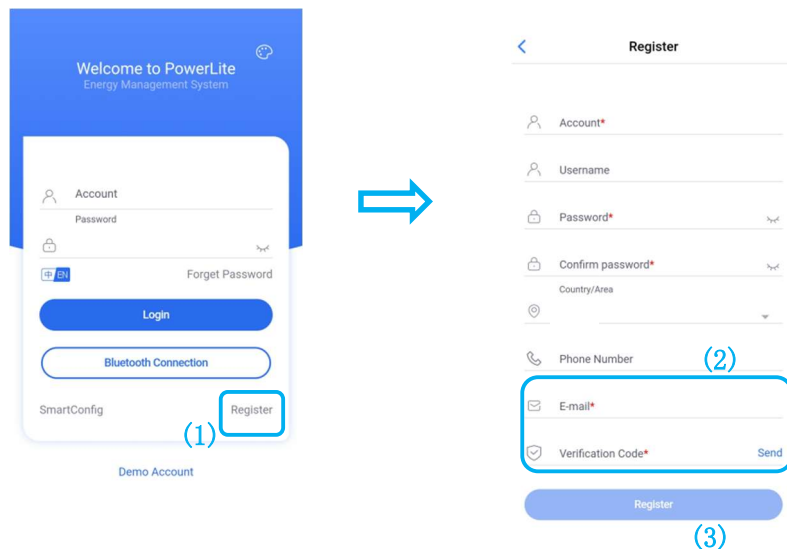 Welcome to PowerLite
Energy Management System
Account
Password
中 EN
Forget Password
Login
Bluetooth Connection
SmartConfig
Register
(1)
Demo Account
Register
Account*
Username
Password*
Confirm password*
Country/Area
Phone Number
(2)
E-mail*
Verification Code*
Send
Register
(3)